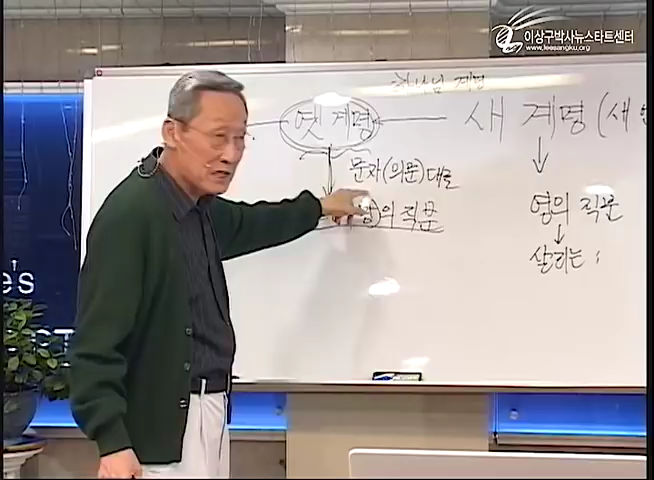 이상구박사뉴스타트센터
www.leesangku.org
하나님 계명
옛 계명
새 계명 (새
문자(의문)대로
의 직분
영의 직분
살리는
's